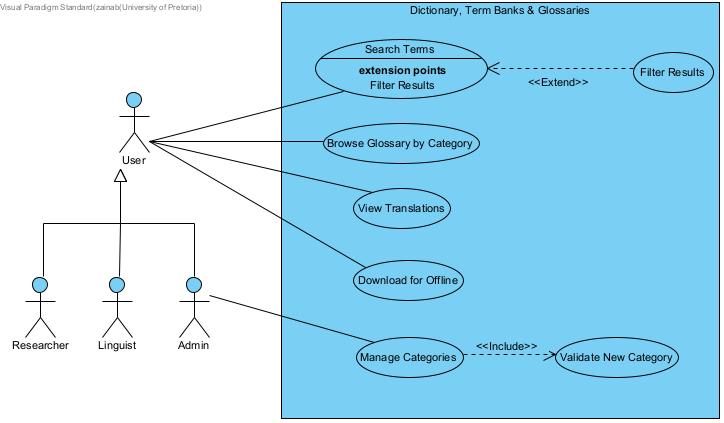 Visual Paradigm Standard(zainab(University of Pretoria))
Dictionary, Term Banks & Glossaries
Search Terms
extension points
Filter Results
<<Extend>>
Filter Results
Browse Glossary by Category
User
View Translations
Download for Offline
Researcher
Linguist
Admin
Manage Categories
<<Include>>
Validate New Category